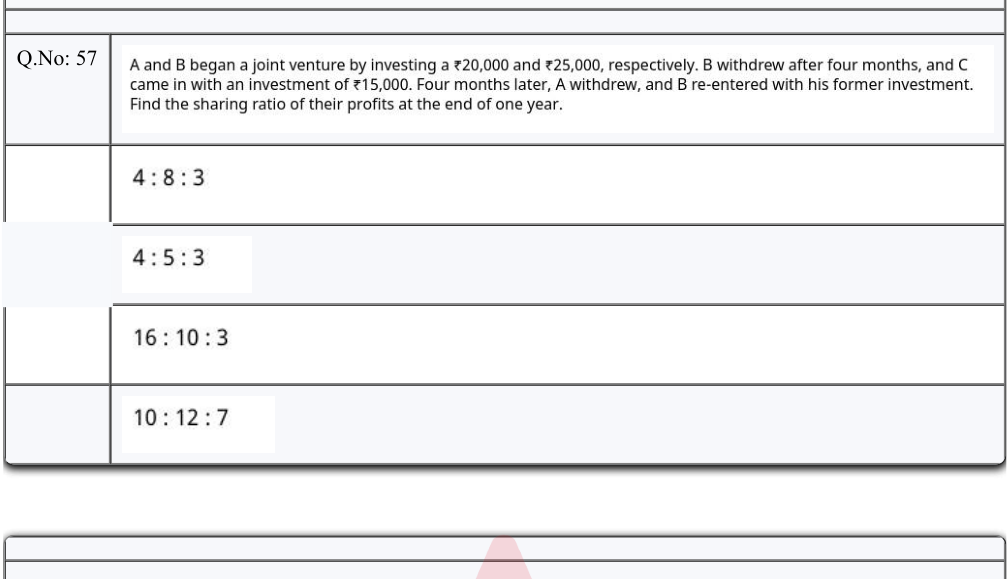 Q.No: 57
A and B began a joint venture by investing a ₹20,000 and ₹25,000, respectively. B withdrew after four months, and C
came in with an investment of ₹15,000. Four months later, A withdrew, and B re-entered with his former investment.
Find the sharing ratio of their profits at the end of one year.
4 : 8 : 3
4 : 5 : 3
16 : 10 : 3
10 : 12 : 7